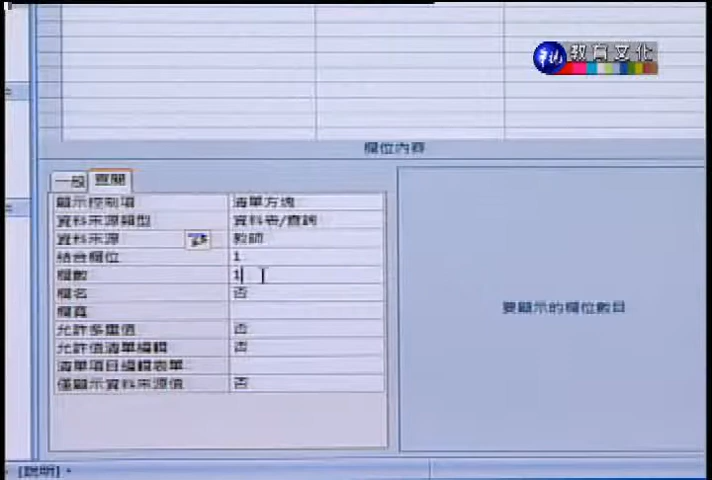 華視 教育文化
欄位內容
一般 查閱
顯示控制項 清單方塊
資料來源類型 資料表/查詢
資料來源 教師
結合欄位 1
欄數 1
欄名 否
欄寬
允許多重值 否
允許值清單編輯 否
清單項目編輯表單
僅顯示資料來源值 否
要顯示的欄位數目
[說明]